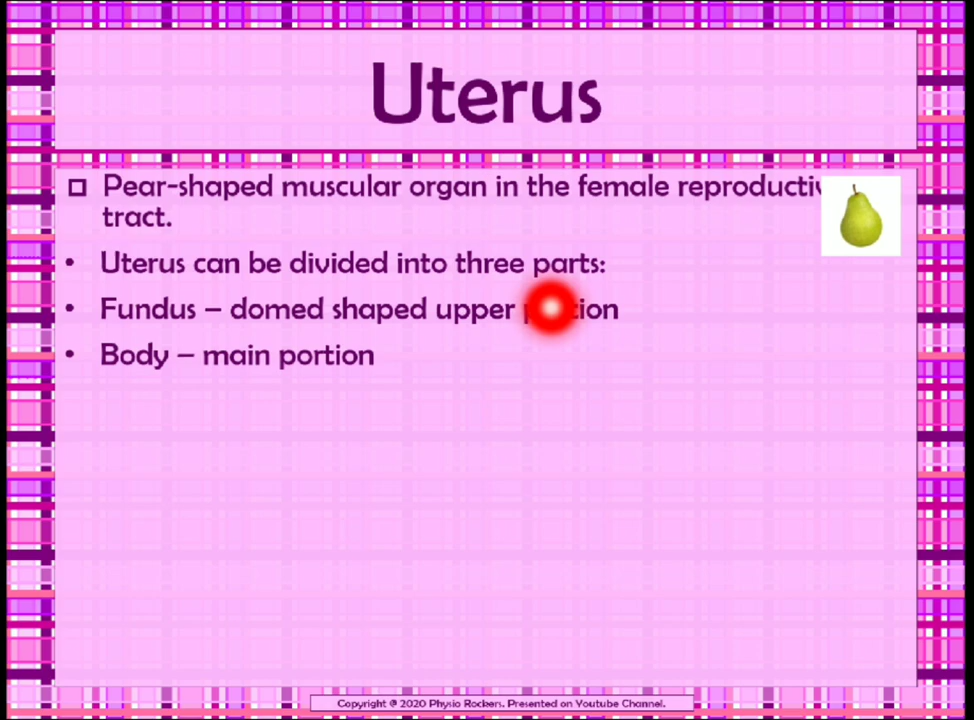 Uterus
Pear-shaped muscular organ in the female
tract.
• Uterus can be divided into three parts:
• Fundus – domed shaped upper
• Body – main portion
Copyright @ 2020 Physio Rockers. Presented on Youtube Channel.